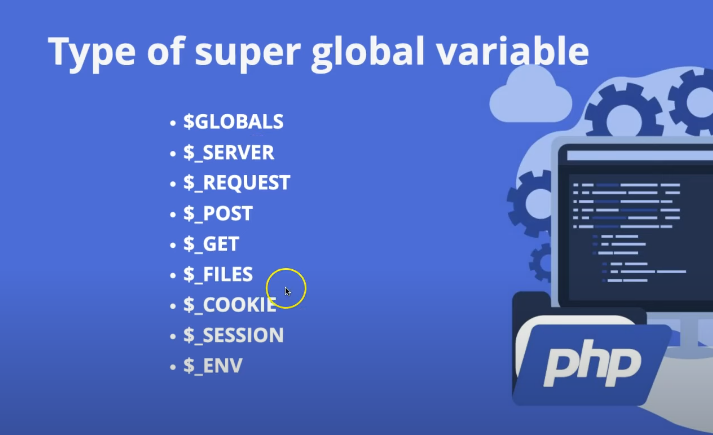 Type of super global variable
• $GLOBALS
• $_SERVER
• $_REQUEST
• $_POST
• $_GET
• $_FILES
• $_COOKIE
• $_SESSION
• $_ENV
php